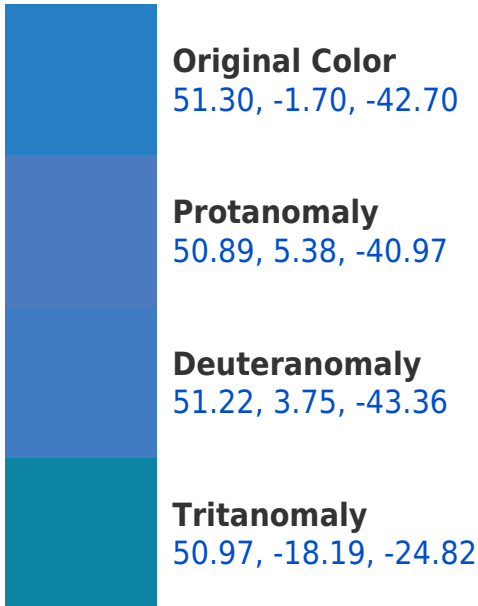 Original Color
51.30, -1.70, -42.70
Protanomaly
50.89, 5.38, -40.97
Deuteranomaly
51.22, 3.75, -43.36
Tritanomaly
50.97, -18.19, -24.82